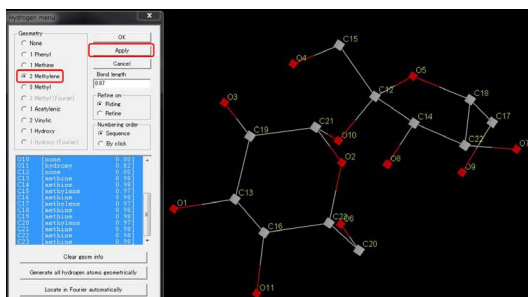 Hydrogen menu
X
Geometry
None
1 Phenyl
1 Methine
2 Methylene
3 Methyl
3 Methyl (Fourier)
1 Acetylenic
2 Vinylic
1 Hydroxy
1 Hydroxy (Fourier)
OK
Apply
Cancel
Bond length
0.97
Refine on
Riding
Refine
Numbering order
Sequence
By click
O10 [none 0.00]
O11 [hydroxy 0.82]
C12 [none 0.00]
C13 [methine 0.98]
C14 [methine 0.98]
C15 [methylene 0.97]
C16 [methine 0.98]
C17 [methylene 0.97]
C18 [methine 0.98]
C19 [methine 0.98]
C20 [methylene 0.97]
C21 [methine 0.98]
C22 [methine 0.98]
C23 [methine 0.98]
Clear geom info
Generate all hydrogen atoms geometrically
Locate in Fourier automatically
C15
O4
O5
C18
C12
O3
C21
C14
C17
C19
O10
C22
O7
O2
O8
O9
C13
O1
O6
C16
C20
O11